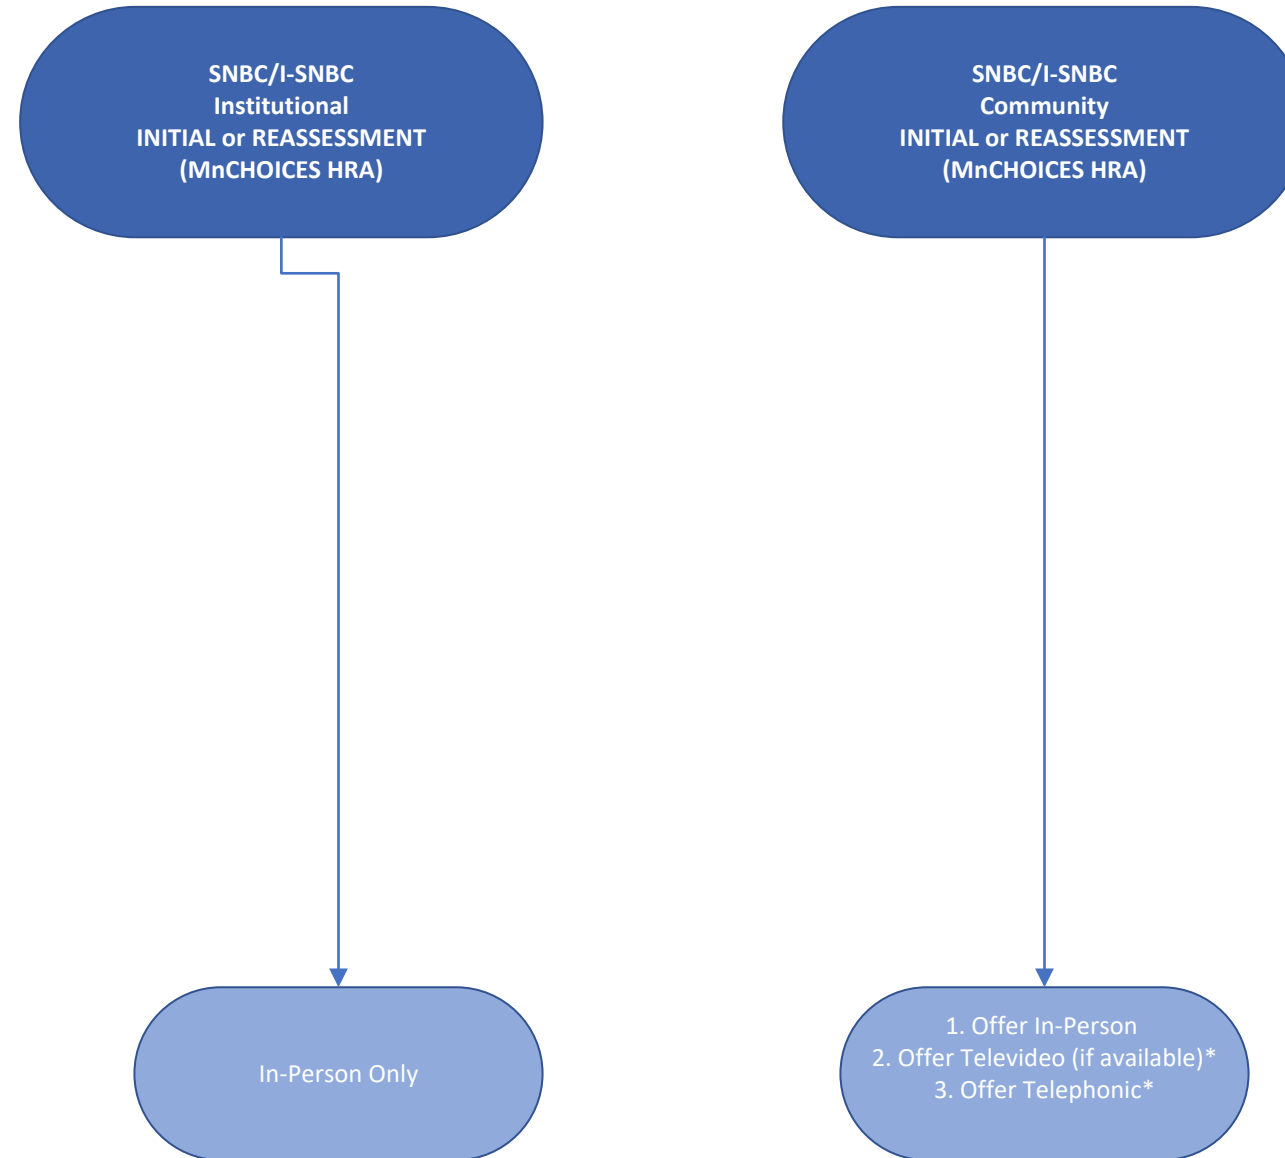 SNBC/I-SNBC
Institutional
INITIAL or REASSESSMENT
(MnCHOICES HRA)
SNBC/I-SNBC
Community
INITIAL or REASSESSMENT
(MnCHOICES HRA)
In-Person Only
1. Offer In-Person
2. Offer Televideo (if available)*
3. Offer Telephonic*